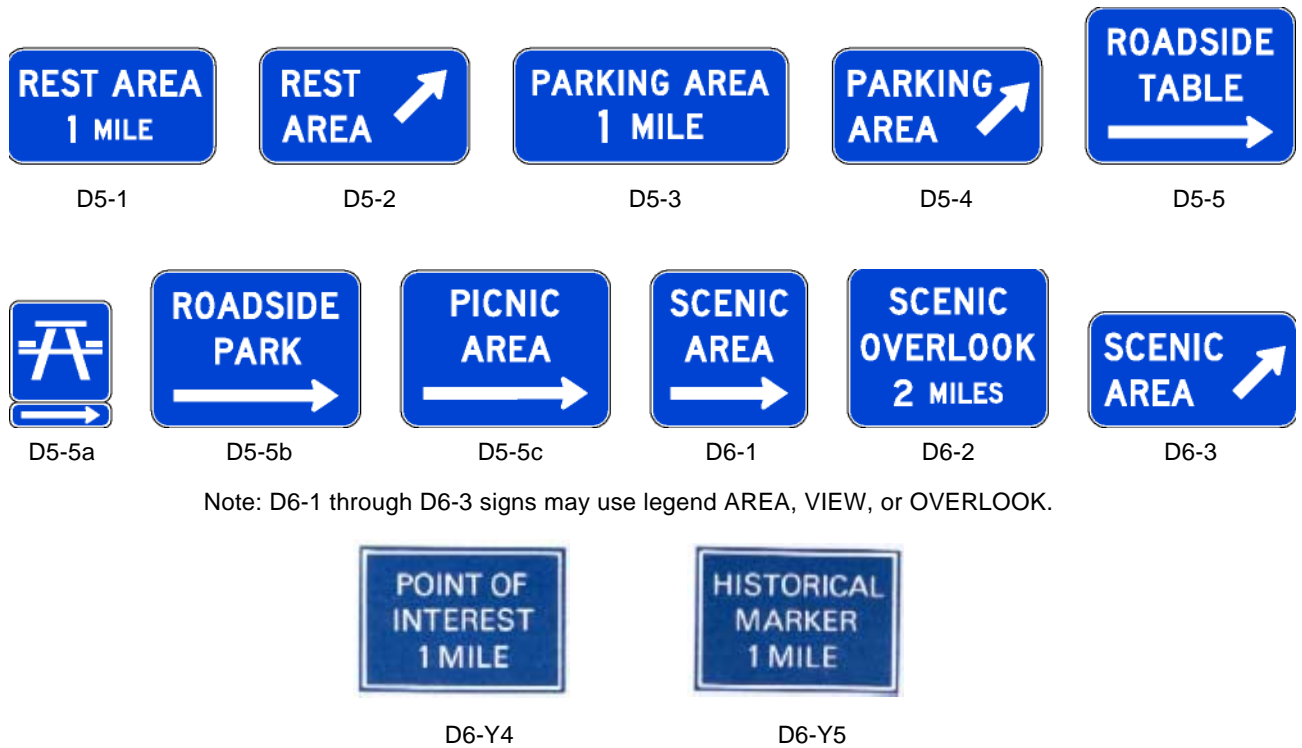 REST AREA
1 MILE
REST
AREA
PARKING AREA
1 MILE
PARKING
AREA
ROADSIDE
TABLE
D5-1
D5-2
D5-3
D5-4
D5-5
ROADSIDE
PARK
PICNIC
AREA
SCENIC
AREA
SCENIC
OVERLOOK
2 MILES
SCENIC
AREA
D5-5a
D5-5b
D5-5c
D6-1
D6-2
D6-3
Note: D6-1 through D6-3 signs may use legend AREA, VIEW, or OVERLOOK.
POINT OF
INTEREST
1 MILE
HISTORICAL
MARKER
1 MILE
D6-Y4
D6-Y5